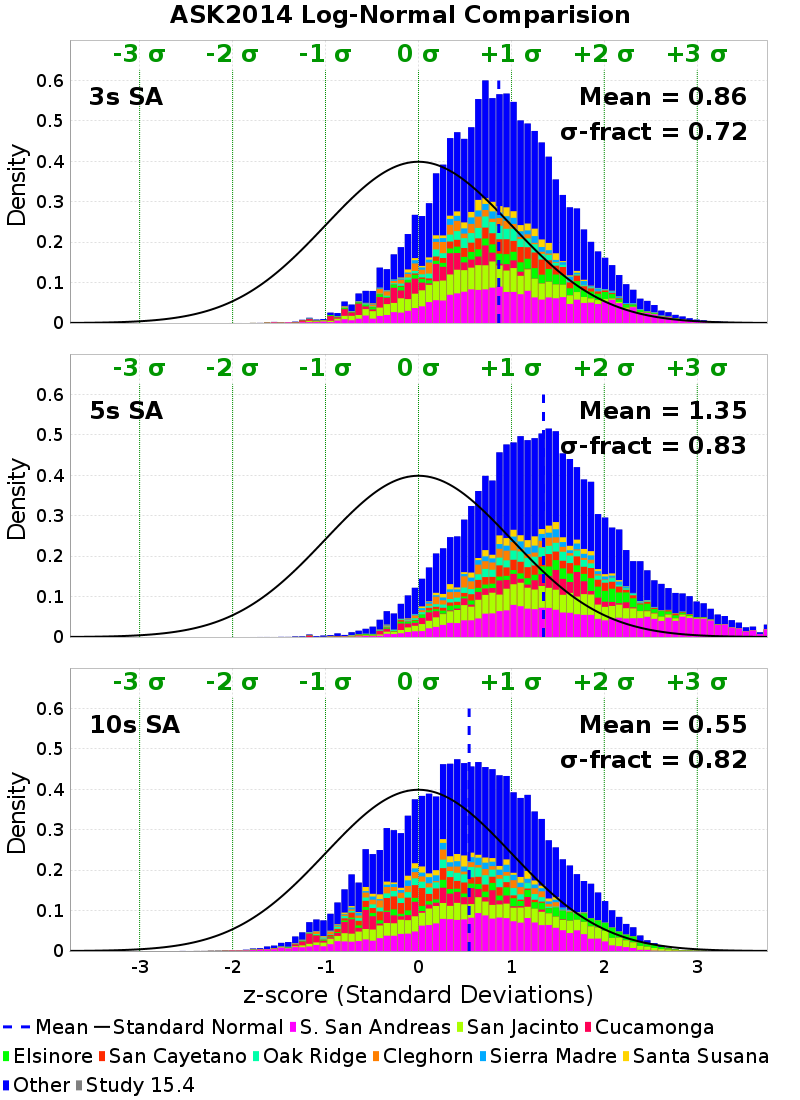 ASK2014 Log-Normal Comparision
-3 σ -2 σ -1 σ 0 σ +1 σ +2 σ +3 σ
3s SA
Mean = 0.86
σ-fract = 0.72
Density
0.6
0.5
0.4
0.3
0.2
0.1
0
-3 σ -2 σ -1 σ 0 σ +1 σ +2 σ +3 σ
5s SA
Mean = 1.35
σ-fract = 0.83
Density
0.6
0.5
0.4
0.3
0.2
0.1
0
-3 σ -2 σ -1 σ 0 σ +1 σ +2 σ +3 σ
10s SA
Mean = 0.55
σ-fract = 0.82
Density
0.6
0.5
0.4
0.3
0.2
0.1
0
-3 -2 -1 0 1 2 3
z-score (Standard Deviations)
Mean Standard Normal S. San Andreas San Jacinto Cucamonga
Elsinore San Cayetano Oak Ridge Cleghorn Sierra Madre Santa Susana
Other Study 15.4